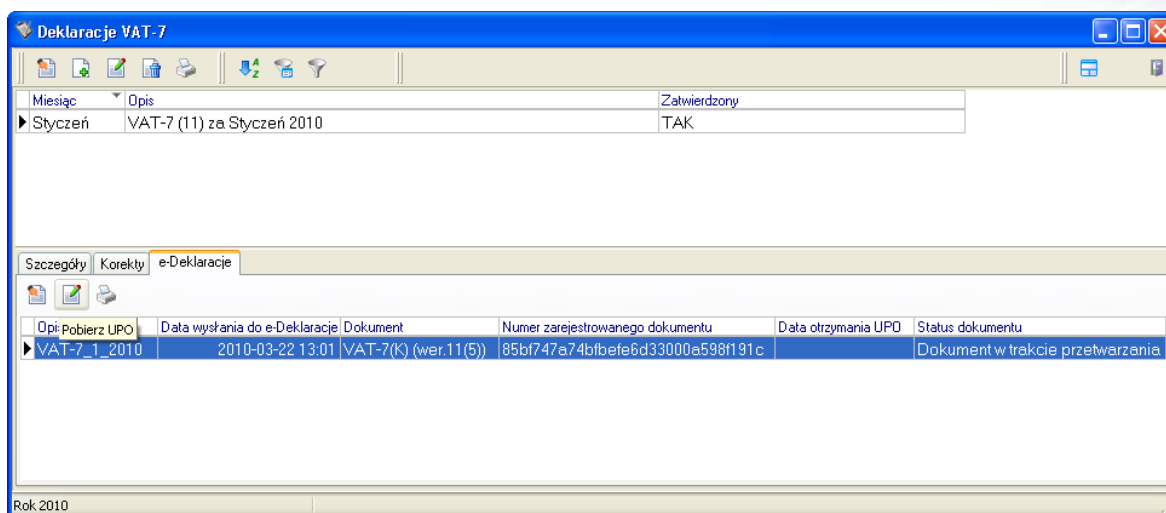 Deklaracje VAT-7
Miesiąc Opis Zatwierdzony
Styczeń VAT-7 (11) za Styczeń 2010 TAK
Szczegóły Korekty e-Deklaracje
Opis Data wysłania do e-Deklaracje Dokument Numer zarejestrowanego dokumentu Data otrzymania UPO Status dokumentu
Pobierz UPO
VAT-7_1_2010 2010-03-22 13:01 VAT-7(K) (wer.11(5)) 85bf747a74bfbefe6d33000a598f191c Dokument w trakcie przetwarzania
Rok 2010